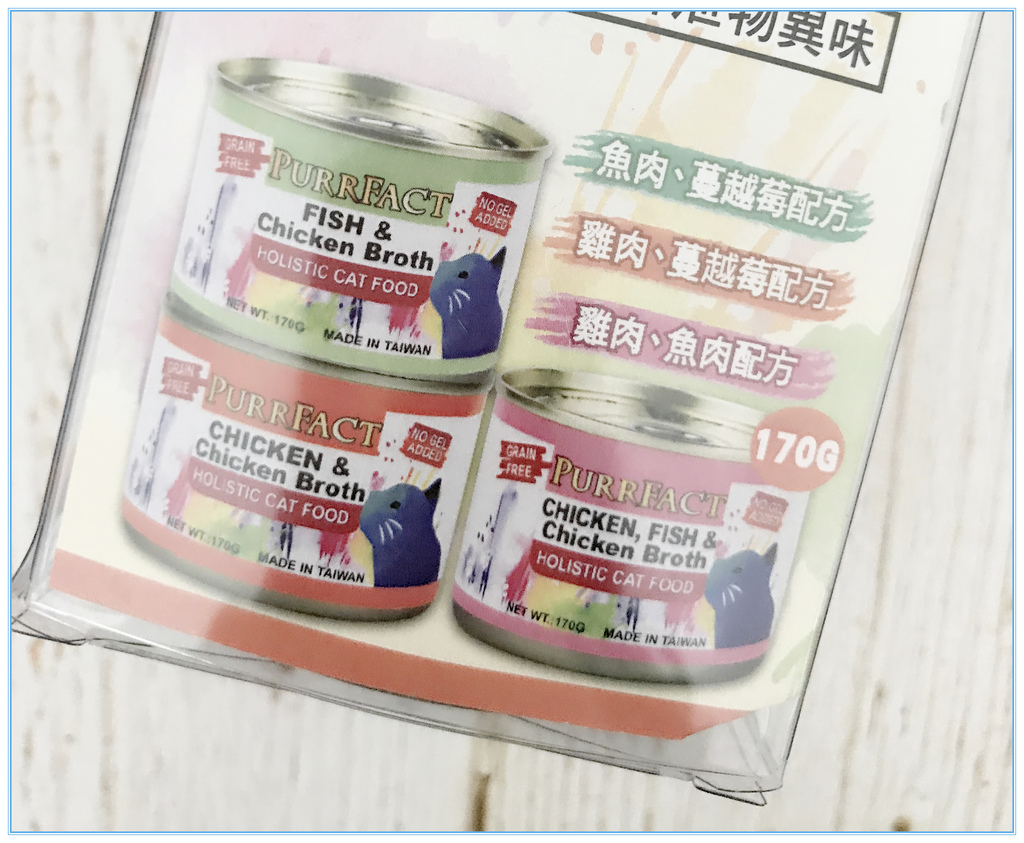 物異味
魚肉、蔓越莓配方
雞肉、蔓越莓配方
雞肉、魚肉配方
170G
GRAIN
FREE
PURRFACT
NO GEL
ADDED
FISH &
Chicken Broth
HOLISTIC CAT FOOD
NET WT.:170G
MADE IN TAIWAN
GRAIN
FREE
PURRFACT
NO GEL
ADDED
CHICKEN &
Chicken Broth
HOLISTIC CAT FOOD
NET WT.:170G
MADE IN TAIWAN
GRAIN
FREE
PURRFACT
NO GEL
ADDED
CHICKEN, FISH &
Chicken Broth
HOLISTIC CAT FOOD
NET WT.:170G
MADE IN TAIWAN